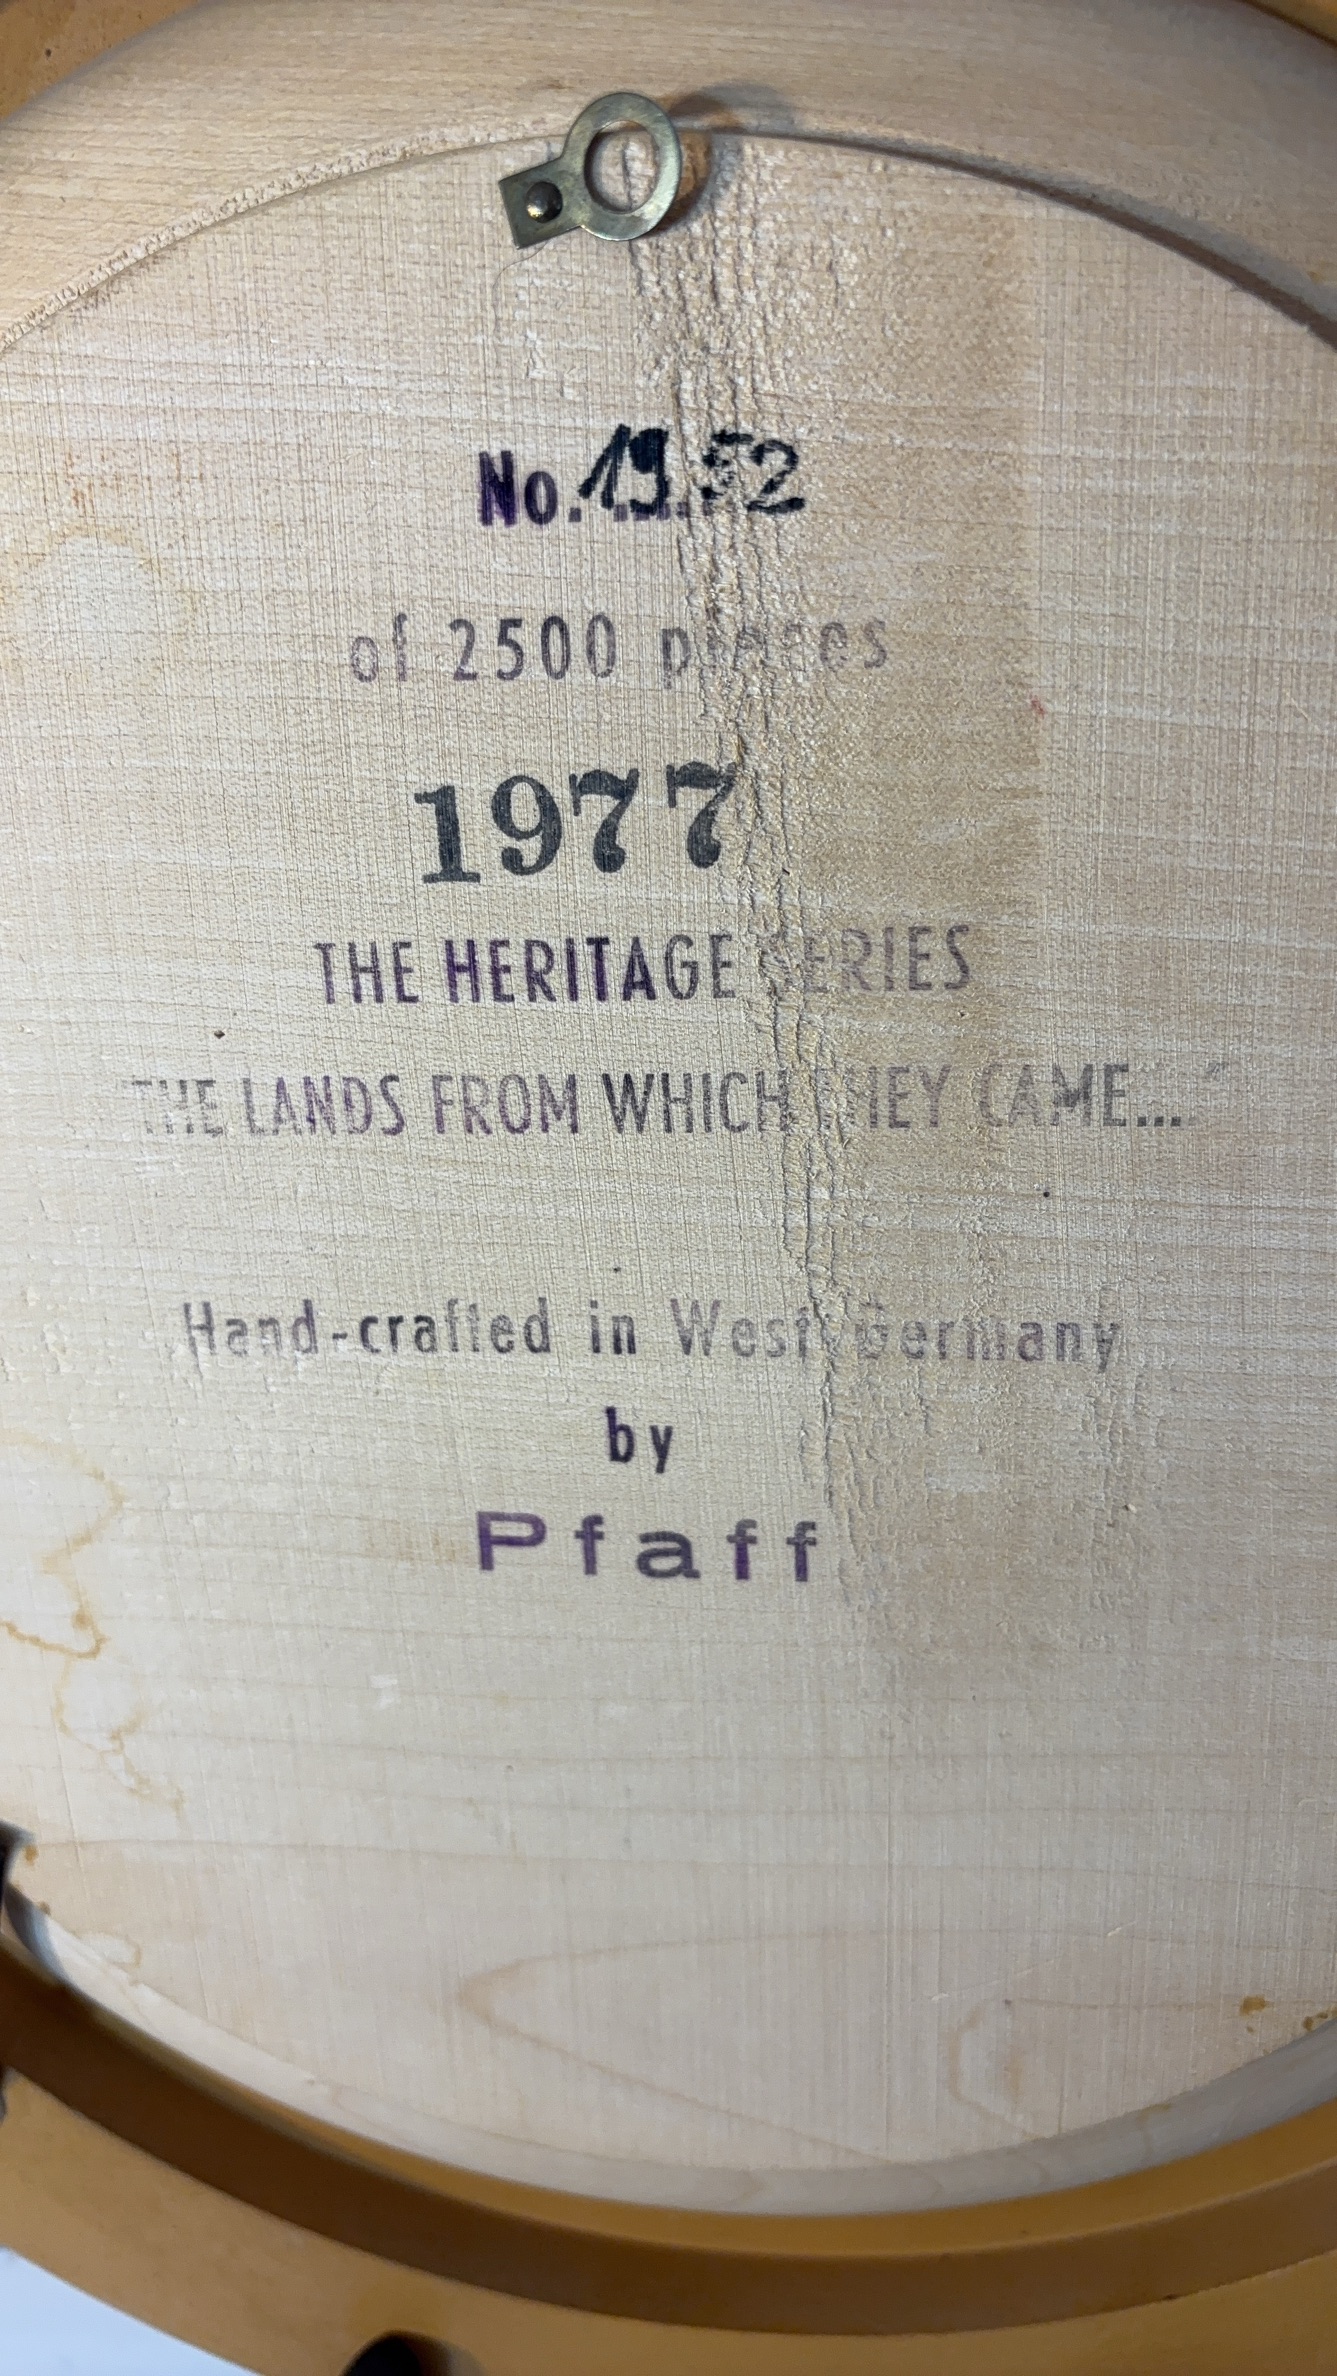 No. 1952
of 2500 pieces
1977
THE HERITAGE SERIES
"THE LANDS FROM WHICH THEY CAME...."
Hand-crafted in West Germany
by
Pfaff